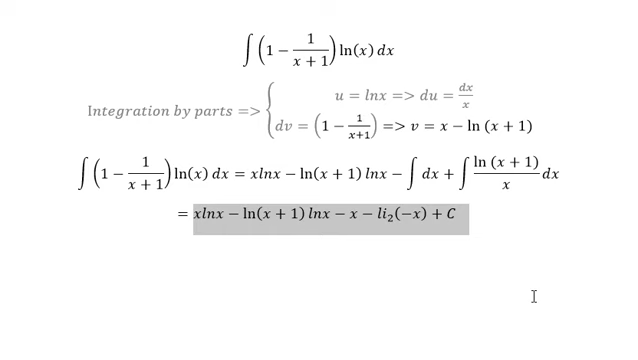 ∫ (1 − 1/(x + 1)) ln(x) dx
Integration by parts => { u = lnx => du = dx/x
dv = (1 − 1/(x+1)) => v = x − ln (x + 1)
∫ (1 − 1/(x + 1)) ln(x) dx = xlnx − ln(x + 1) lnx − ∫ dx + ∫ ln (x + 1)/x dx
= xlnx − ln(x + 1) lnx − x − li₂(−x) + C